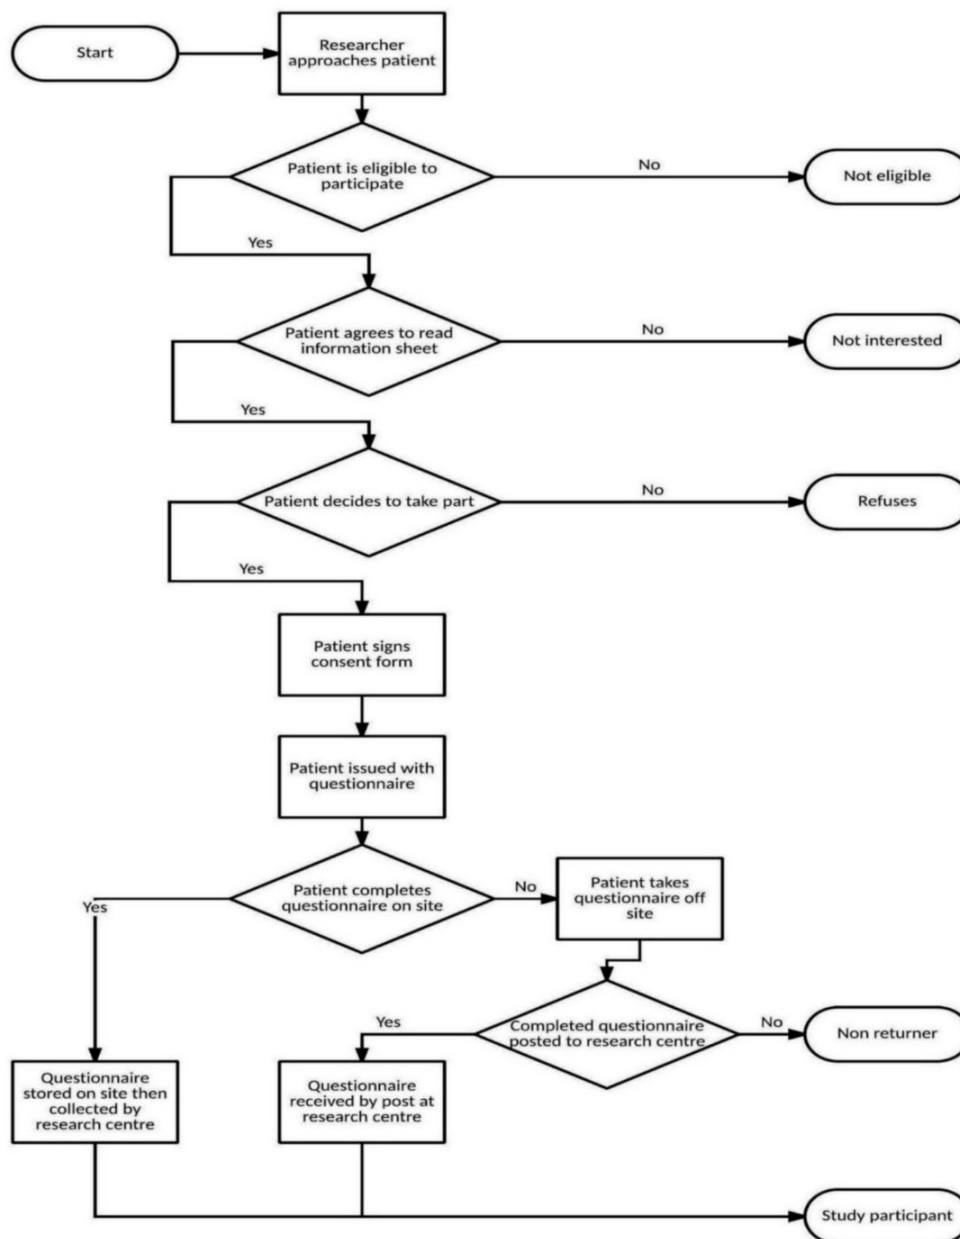 Start
Researcher
approaches patient
Patient is eligible to
participate
No
Not eligible
Yes
Patient agrees to read
information sheet
No
Not interested
Yes
Patient decides to take part
No
Refuses
Yes
Patient signs
consent form
Patient issued with
questionnaire
Patient completes
questionnaire on site
No
Patient takes
questionnaire off
site
Yes
Completed questionnaire
posted to research centre
No
Non returner
Yes
Questionnaire
stored on site then
collected by
research centre
Questionnaire
received by post at
research centre
Study participant